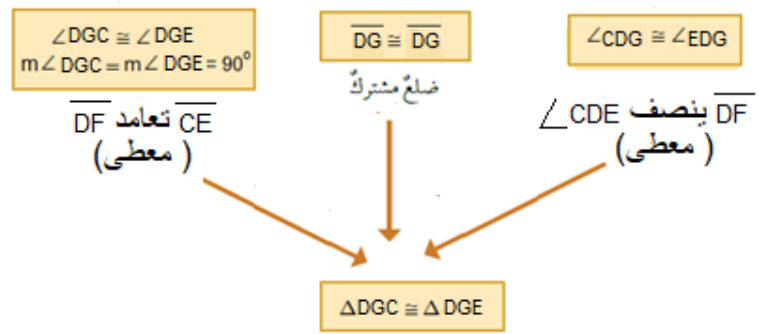 ∠DGC ≅ ∠DGE
m∠DGC = m∠DGE = 90°
DG ≅ DG
∠CDG ≅ ∠EDG
ضلعٌ مشتركٌ
CE تعامد DF
(معطى)
DF ينصف ∠CDE
(معطى)
ΔDGC ≅ ΔDGE